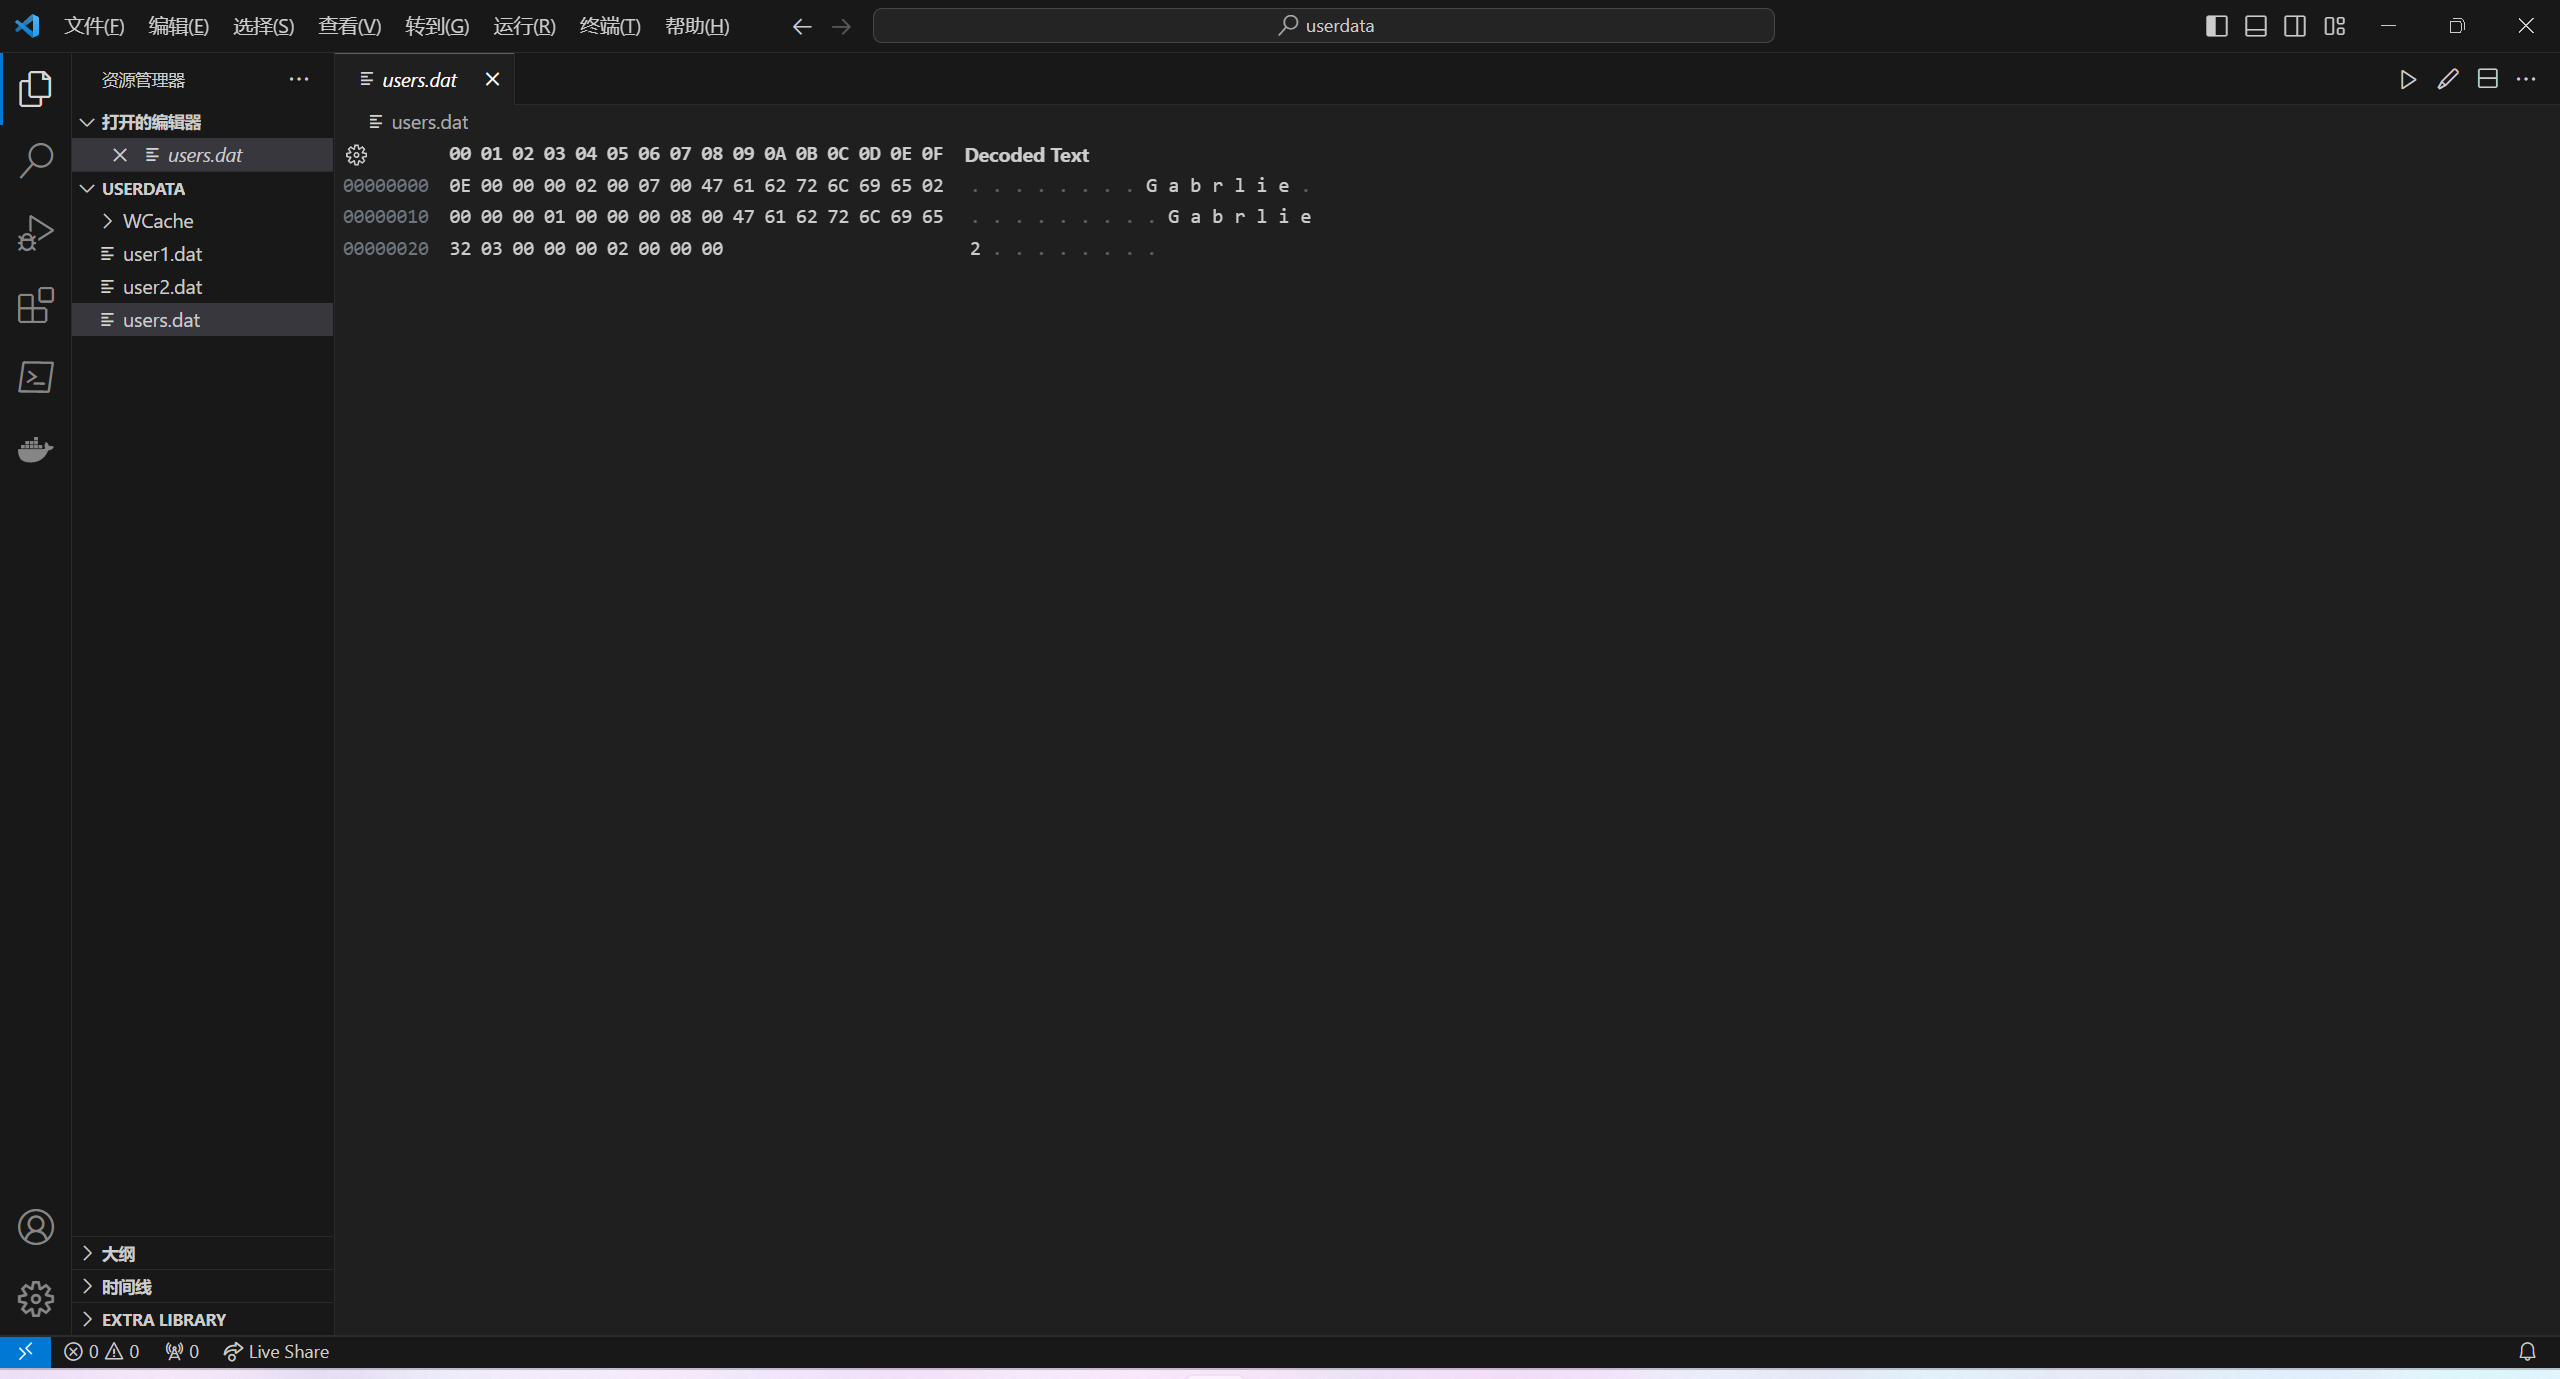 文件(F) 编辑(E) 选择(S) 查看(V) 转到(G) 运行(R) 终端(T) 帮助(H) userdata
资源管理器
打开的编辑器
users.dat
USERDATA
WCache
user1.dat
user2.dat
users.dat
大纲
时间线
EXTRA LIBRARY
users.dat
users.dat
00 01 02 03 04 05 06 07 08 09 0A 0B 0C 0D 0E 0F Decoded Text
00000000 0E 00 00 00 02 00 07 00 47 61 62 72 6C 69 65 02 . . . . . . . . G a b r l i e .
00000010 00 00 00 01 00 00 00 08 00 47 61 62 72 6C 69 65 . . . . . . . . . G a b r l i e
00000020 32 03 00 00 00 02 00 00 00 2 . . . . . . . .
0 0 0 Live Share